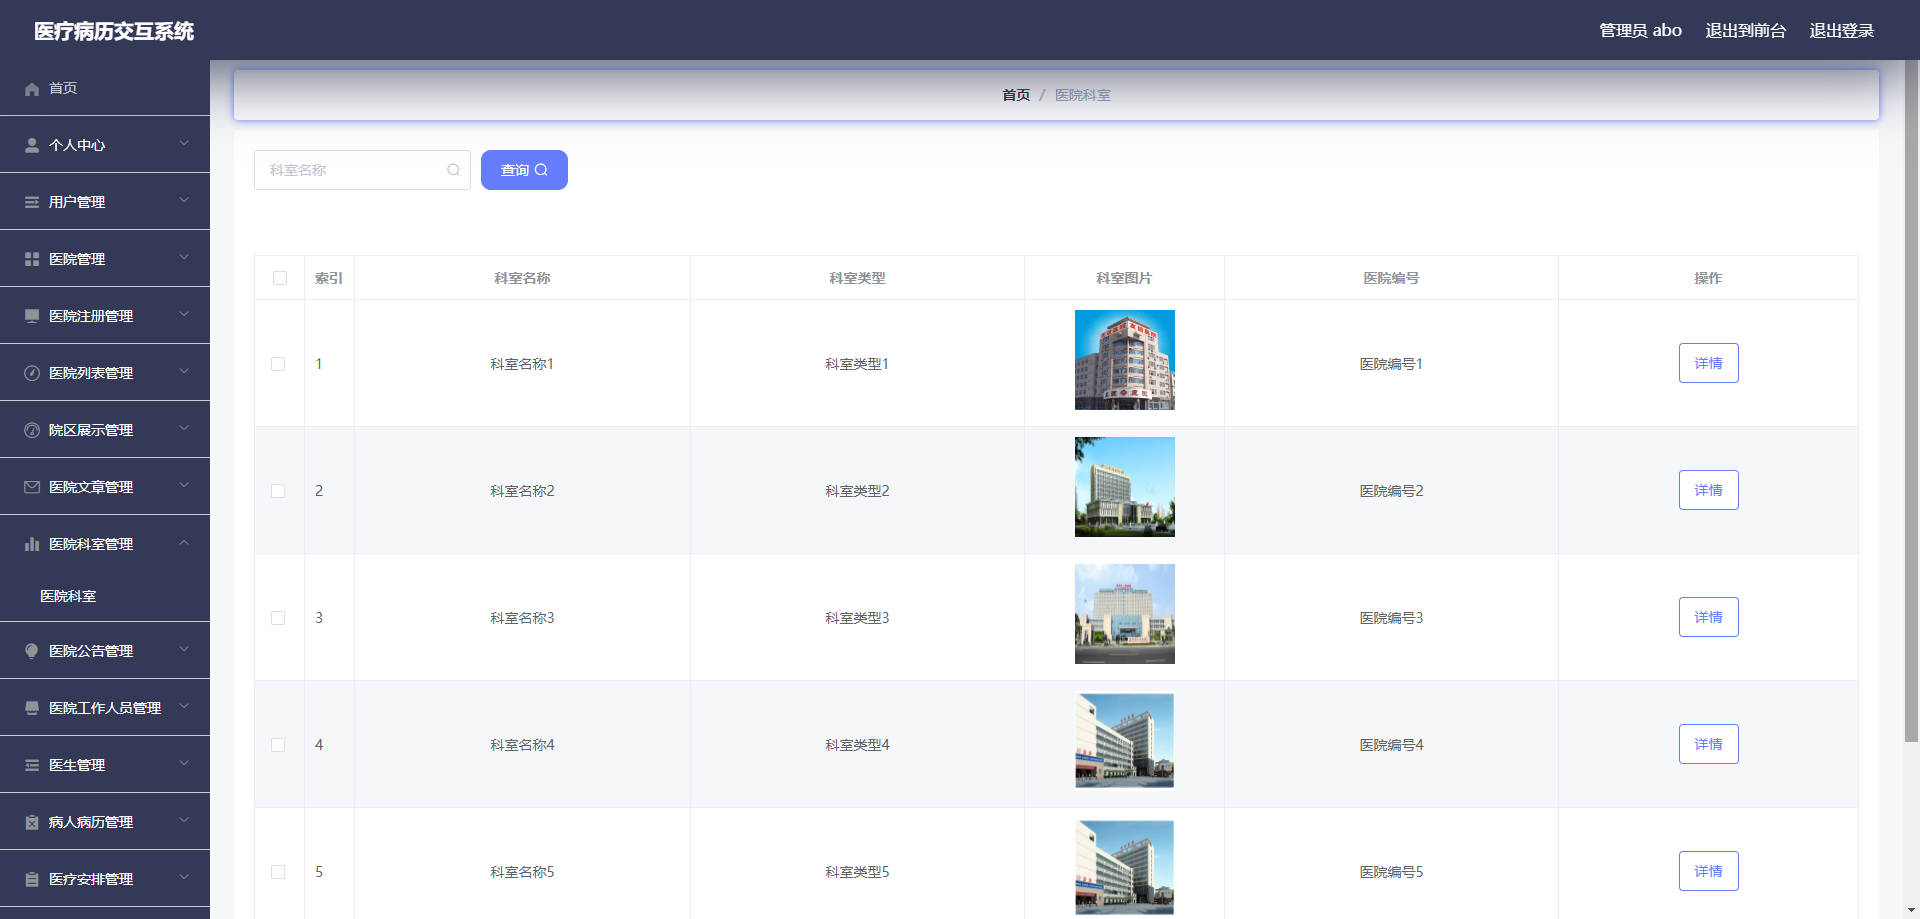 医疗病历交互系统
管理员 abo 退出到前台 退出登录
首页
个人中心
用户管理
医院管理
医院注册管理
医院列表管理
院区展示管理
医院文章管理
医院科室管理
医院科室
医院公告管理
医院工作人员管理
医生管理
病人病历管理
医疗安排管理
首页 / 医院科室
科室名称 查询
索引 科室名称 科室类型 科室图片 医院编号 操作
1 科室名称1 科室类型1 医院编号1 详情
2 科室名称2 科室类型2 医院编号2 详情
3 科室名称3 科室类型3 医院编号3 详情
4 科室名称4 科室类型4 医院编号4 详情
5 科室名称5 科室类型5 医院编号5 详情